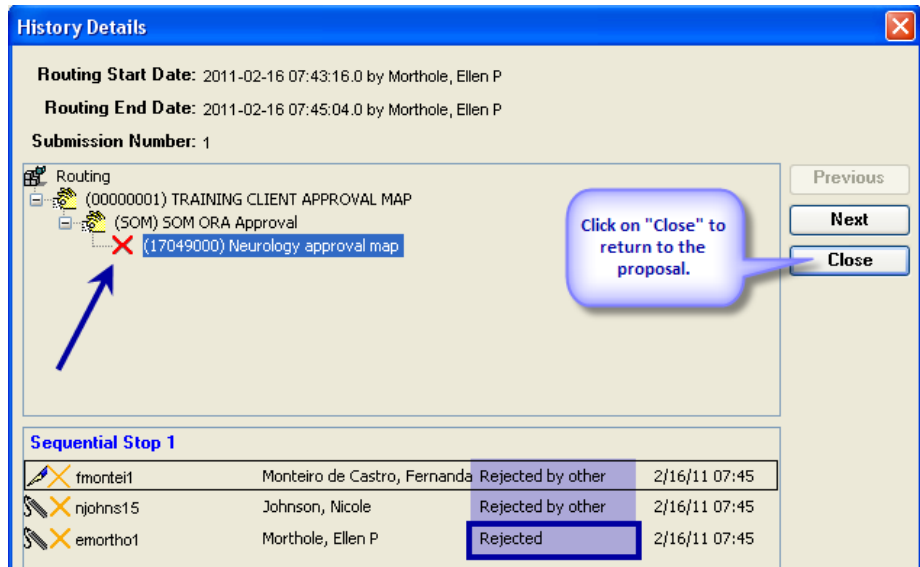 History Details
Routing Start Date: 2011-02-16 07:43:16.0 by Morthole, Ellen P
Routing End Date: 2011-02-16 07:45:04.0 by Morthole, Ellen P
Submission Number: 1
Routing
(00000001) TRAINING CLIENT APPROVAL MAP
(SOM) SOM ORA Approval
(17049000) Neurology approval map
Previous
Next
Close
Click on "Close" to
return to the
proposal.
Sequential Stop 1
fmontei1 Monteiro de Castro, Fernanda Rejected by other 2/16/11 07:45
njohns15 Johnson, Nicole Rejected by other 2/16/11 07:45
emortho1 Morthole, Ellen P Rejected 2/16/11 07:45